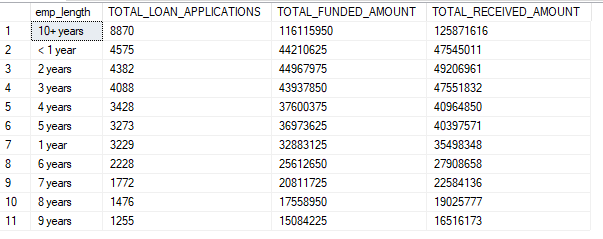 emp_length TOTAL_LOAN_APPLICATIONS TOTAL_FUNDED_AMOUNT TOTAL_RECEIVED_AMOUNT
1 10+ years 8870 116115950 125871616
2 < 1 year 4575 44210625 47545011
3 2 years 4382 44967975 49206961
4 3 years 4088 43937850 47551832
5 4 years 3428 37600375 40964850
6 5 years 3273 36973625 40397571
7 1 year 3229 32883125 35498348
8 6 years 2228 25612650 27908658
9 7 years 1772 20811725 22584136
10 8 years 1476 17558950 19025777
11 9 years 1255 15084225 16516173